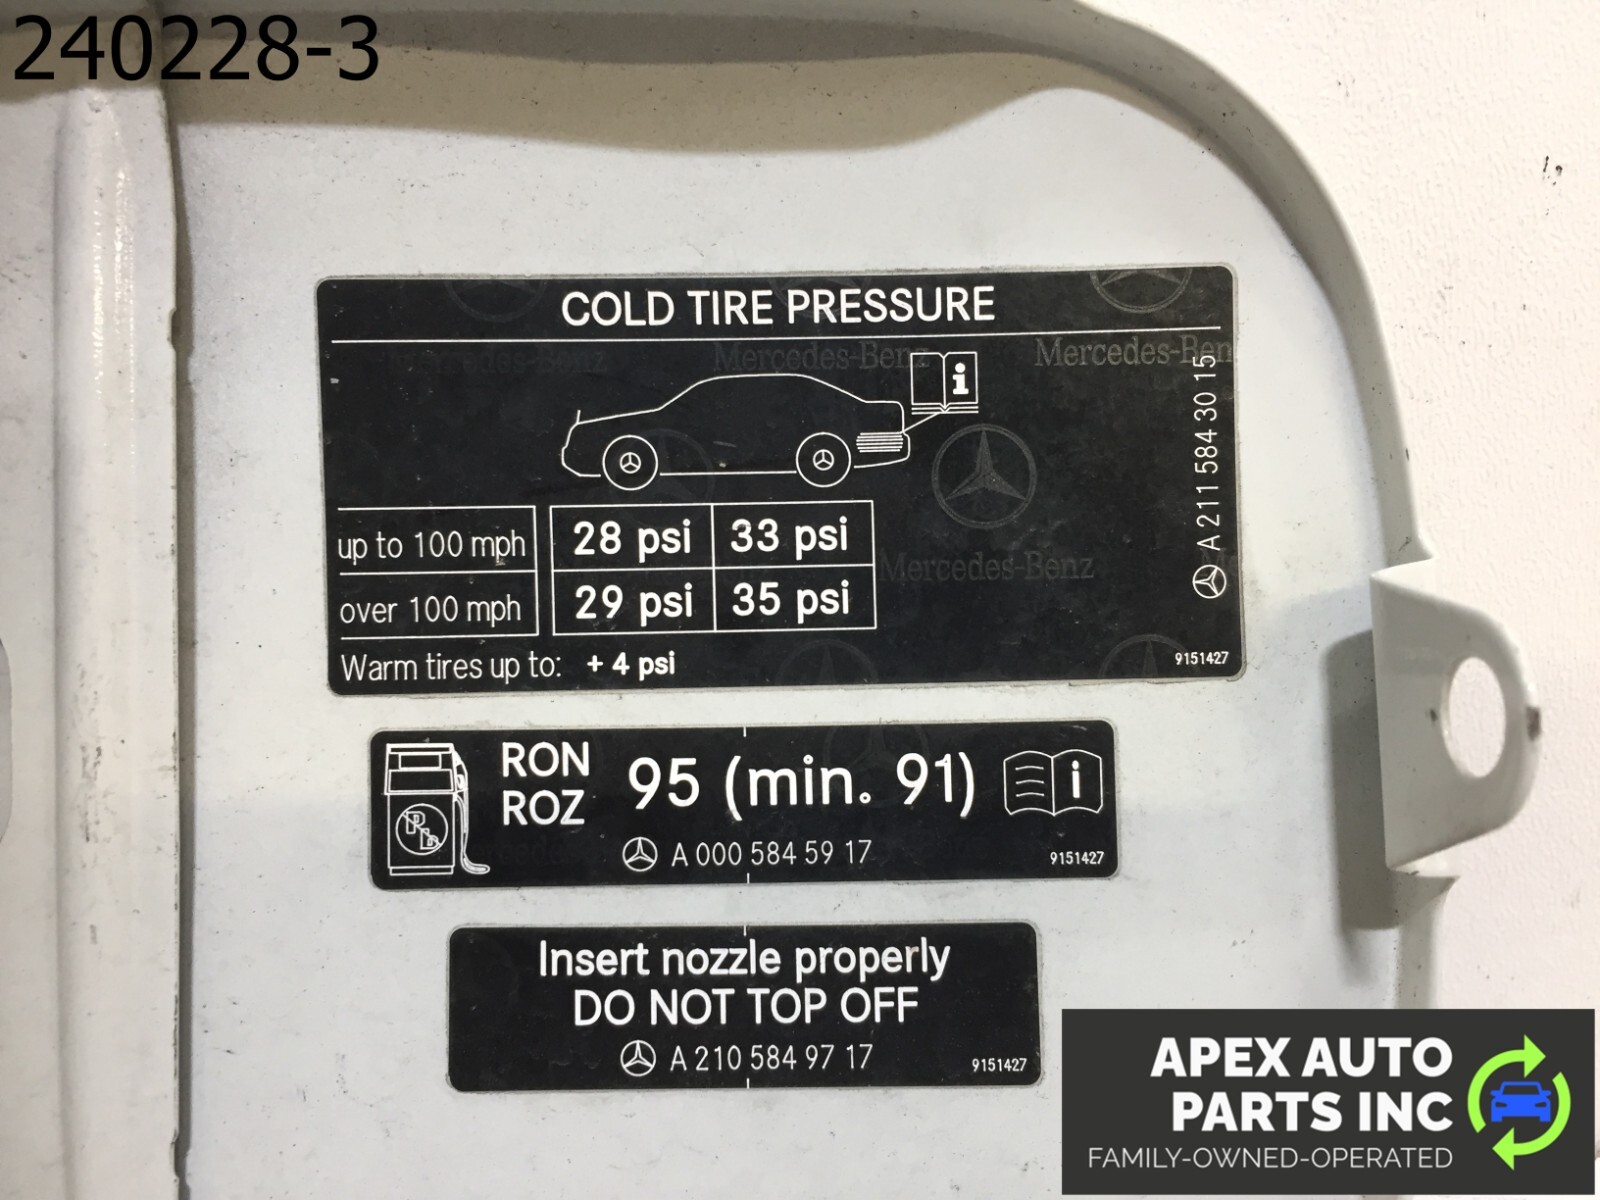 240228-3
COLD TIRE PRESSURE
Mercedes-Benz Mercedes-Benz Mercedes-Ben
i
A 211 584 30 15
up to 100 mph 28 psi 33 psi
Mercedes-Benz
over 100 mph 29 psi 35 psi
Warm tires up to: + 4 psi
9151427
RON
ROZ
95 (min. 91)
i
A 000 584 59 17
9151427
Insert nozzle properly
DO NOT TOP OFF
A 210 584 97 17
9151427
APEX AUTO
PARTS INC
FAMILY-OWNED-OPERATED